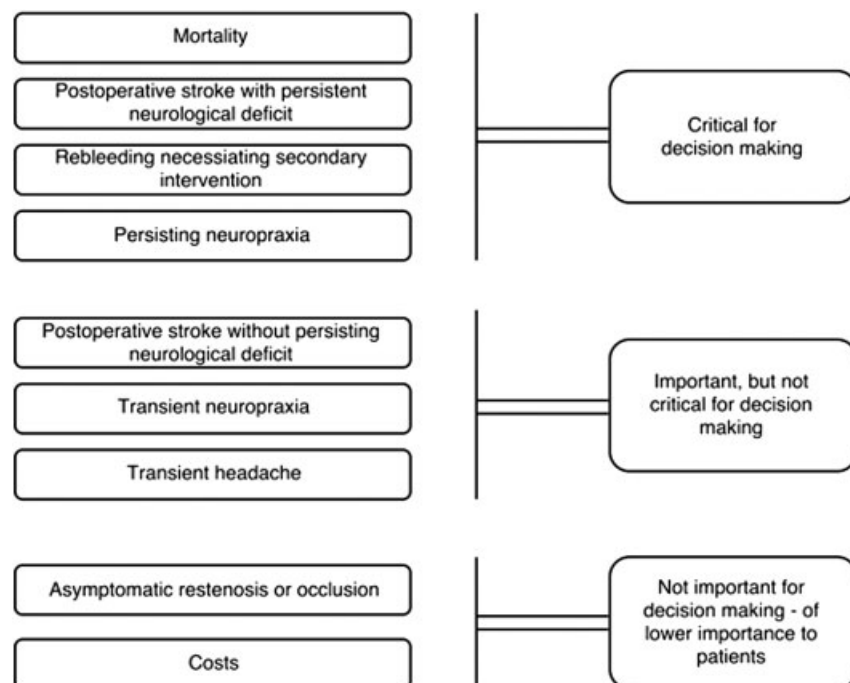 Mortality
Postoperative stroke with persistent
neurological deficit
Rebleeding necessiating secondary
intervention
Persisting neuropraxia
Critical for
decision making
Postoperative stroke without persisting
neurological deficit
Transient neuropraxia
Transient headache
Important, but not
critical for decision
making
Asymptomatic restenosis or occlusion
Costs
Not important for
decision making - of
lower importance to
patients